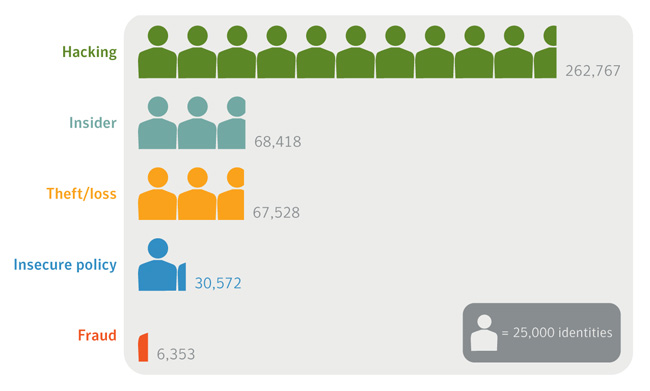 Hacking
262,767
Insider
68,418
Theft/loss
67,528
Insecure policy
30,572
Fraud
6,353
= 25,000 identities